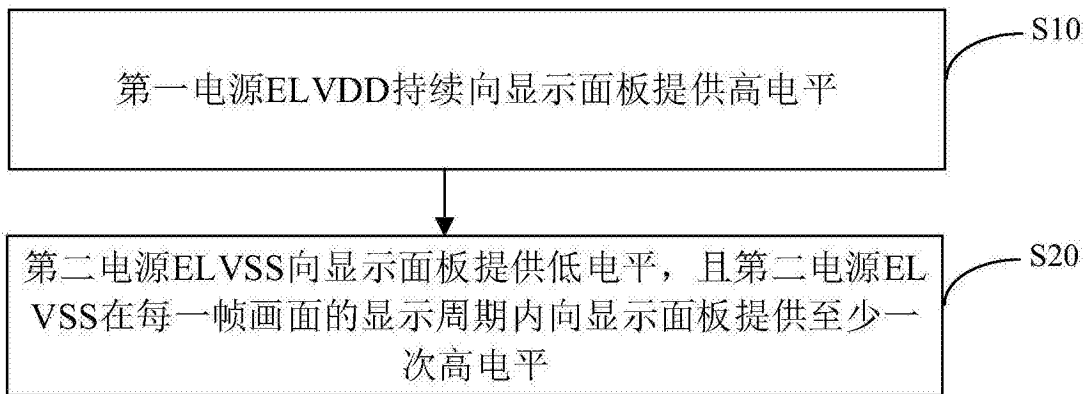 第一电源ELVDD持续向显示面板提供高电平
S10
第二电源ELVSS向显示面板提供低电平，且第二电源EL
VSS在每一帧画面的显示周期内向显示面板提供至少一
次高电平
S20